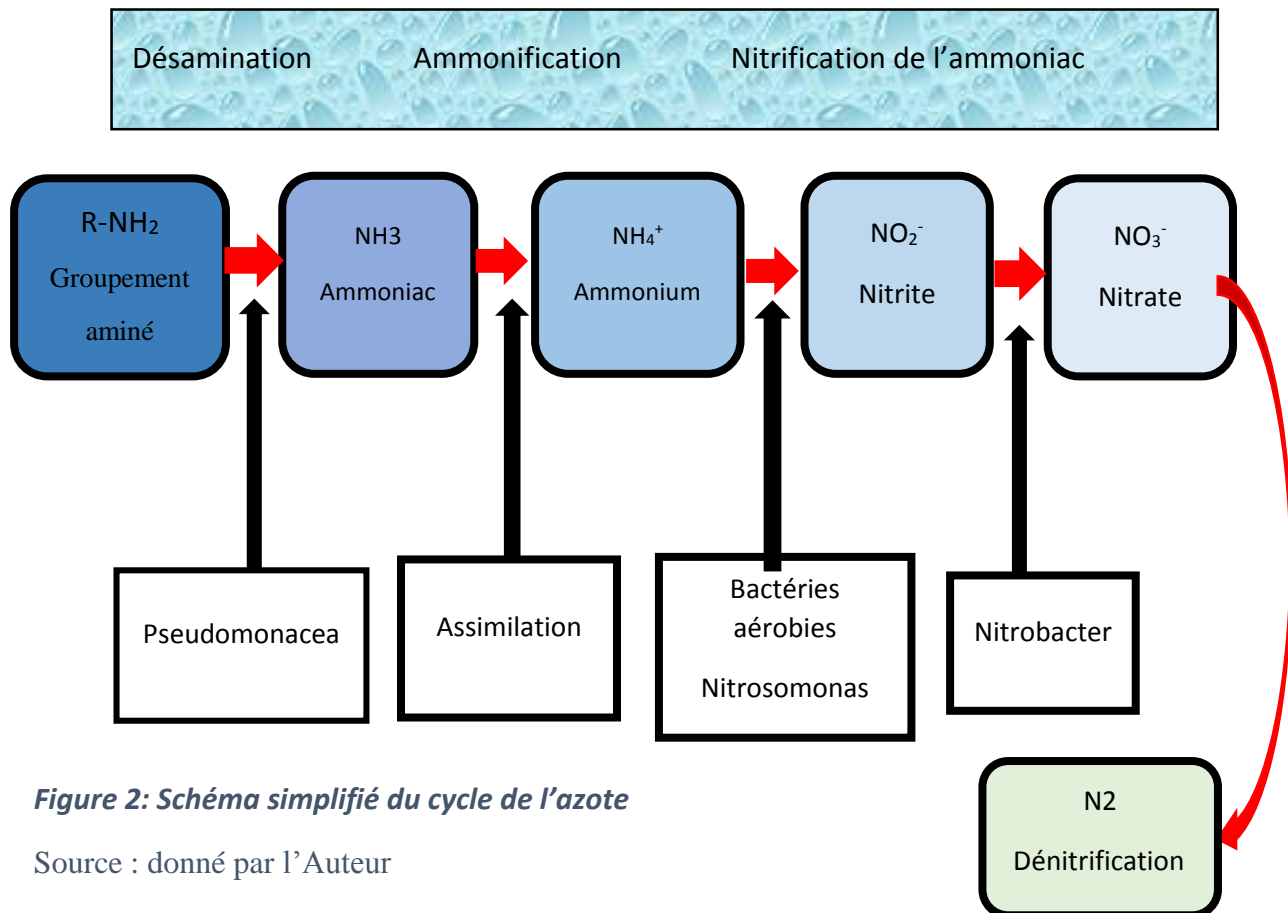 Désamination Ammonification Nitrification de l’ammoniac
R-NH₂
Groupement
aminé
NH3
Ammoniac
NH₄⁺
Ammonium
NO₂⁻
Nitrite
NO₃⁻
Nitrate
Pseudomonacea
Assimilation
Bactéries
aérobies
Nitrosomonas
Nitrobacter
N2
Dénitrification
Figure 2: Schéma simplifié du cycle de l’azote
Source : donné par l’Auteur